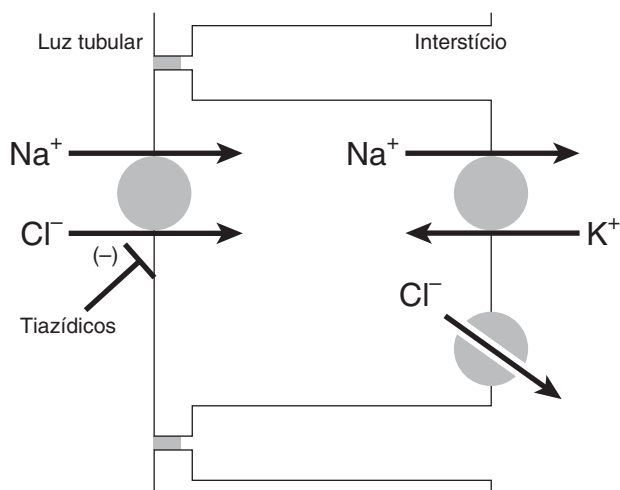 Luz tubular
Interstício
Na⁺
Na⁺
Cl⁻
K⁺
(–)
Cl⁻
Tiazídicos